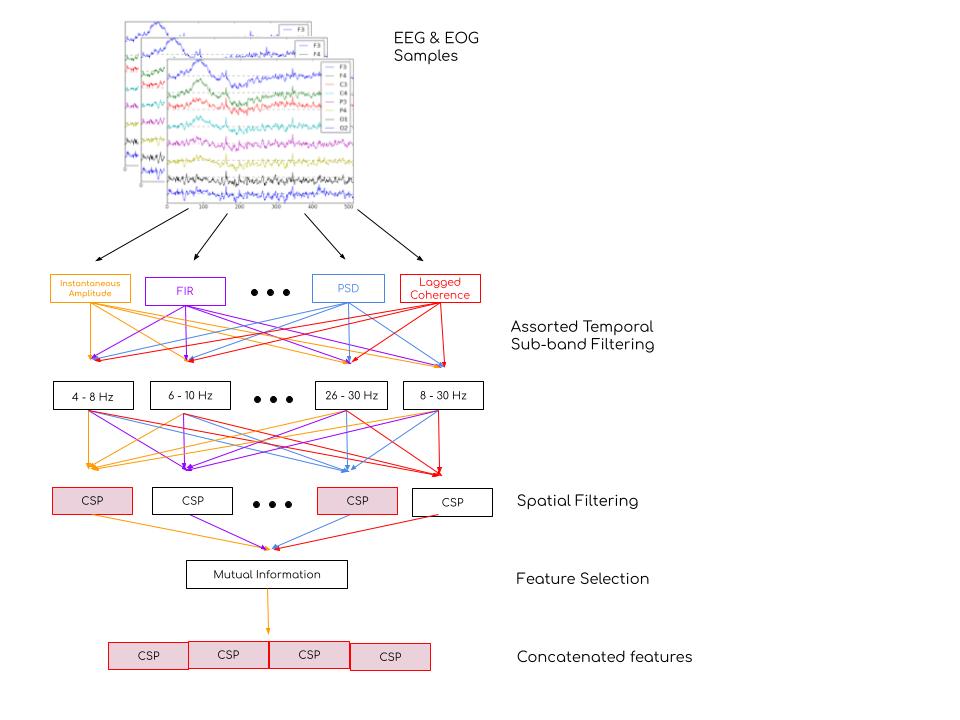 EEG & EOG
Samples
F3
F3
F4
F3
F4
C3
C4
P3
P4
O1
O2
0
0
0
100
200
300
400
500
Instantaneous
Amplitude
FIR
PSD
Lagged
Coherence
Assorted Temporal
Sub-band Filtering
4 - 8 Hz
6 - 10 Hz
26 - 30 Hz
8 - 30 Hz
CSP
CSP
CSP
CSP
Spatial Filtering
Mutual Information
Feature Selection
CSP
CSP
CSP
CSP
Concatenated features